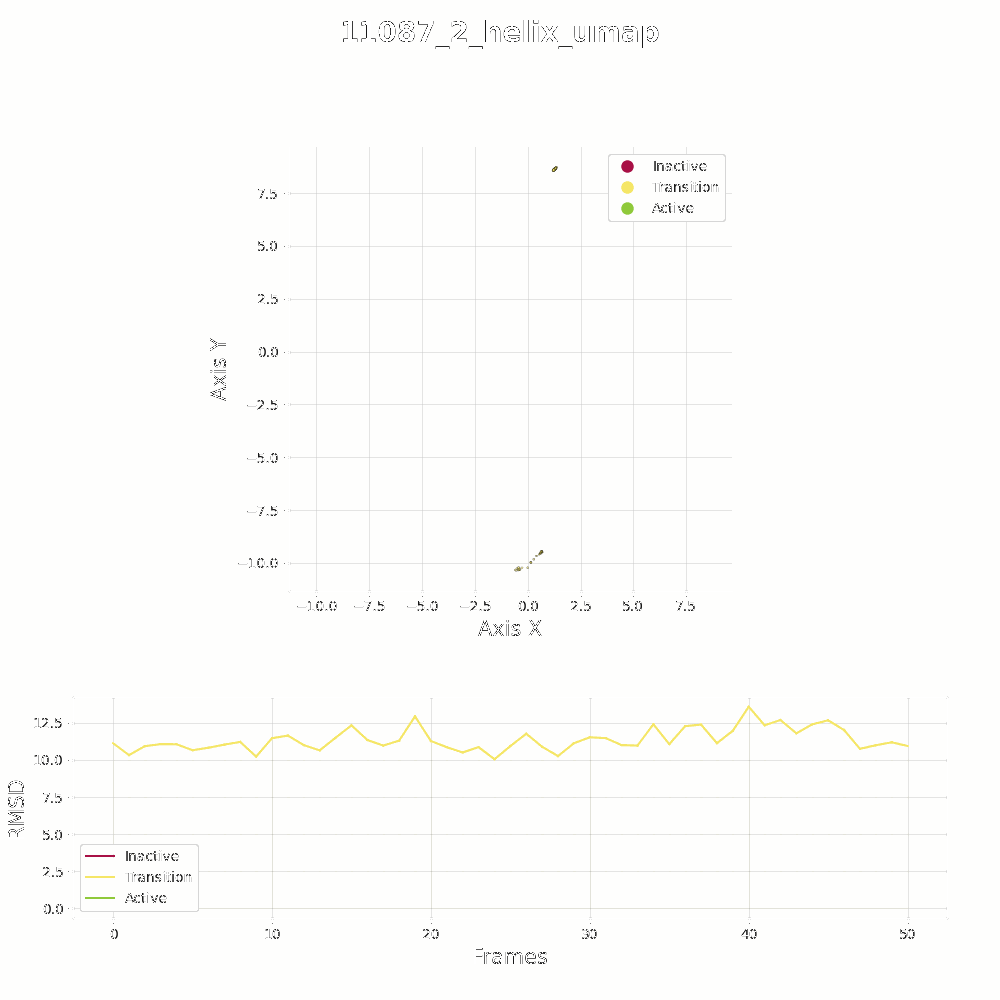 11087_2_helix_umap
Inactive
Transition
Active
7.5
5.0
2.5
0.0
−2.5
−5.0
−7.5
−10.0
Axis Y
−10.0 −7.5 −5.0 −2.5 0.0 2.5 5.0 7.5
Axis X
12.5
10.0
7.5
5.0
2.5
0.0
RMSD
Inactive
Transition
Active
0 10 20 30 40 50
Frames